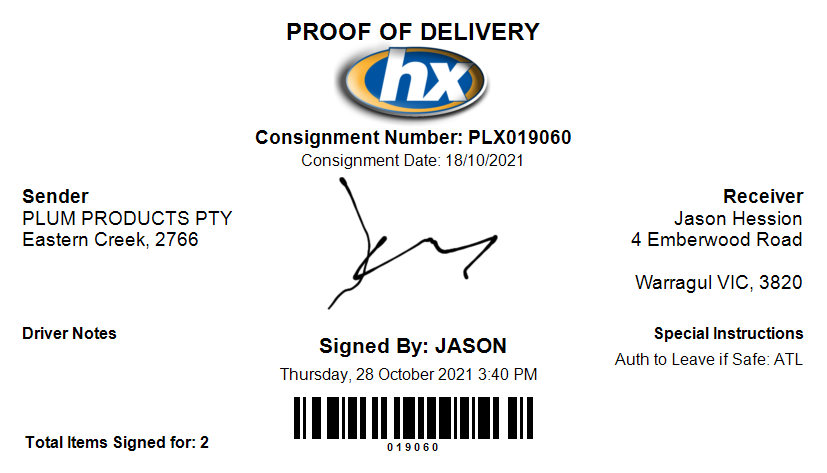 PROOF OF DELIVERY
hx
Consignment Number: PLX019060
Consignment Date: 18/10/2021
Sender
PLUM PRODUCTS PTY
Eastern Creek, 2766
Receiver
Jason Hession
4 Emberwood Road
Warragul VIC, 3820
Driver Notes
Signed By: JASON
Thursday, 28 October 2021 3:40 PM
Special Instructions
Auth to Leave if Safe: ATL
Total Items Signed for: 2
019060